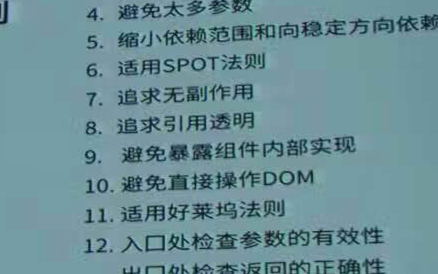 则
4. 避免太多参数
5. 缩小依赖范围和向稳定方向依赖
6. 适用SPOT法则
7. 追求无副作用
8. 追求引用透明
9. 避免暴露组件内部实现
10. 避免直接操作DOM
11. 适用好莱坞法则
12. 入口处检查参数的有效性
出口处检查返回的正确性